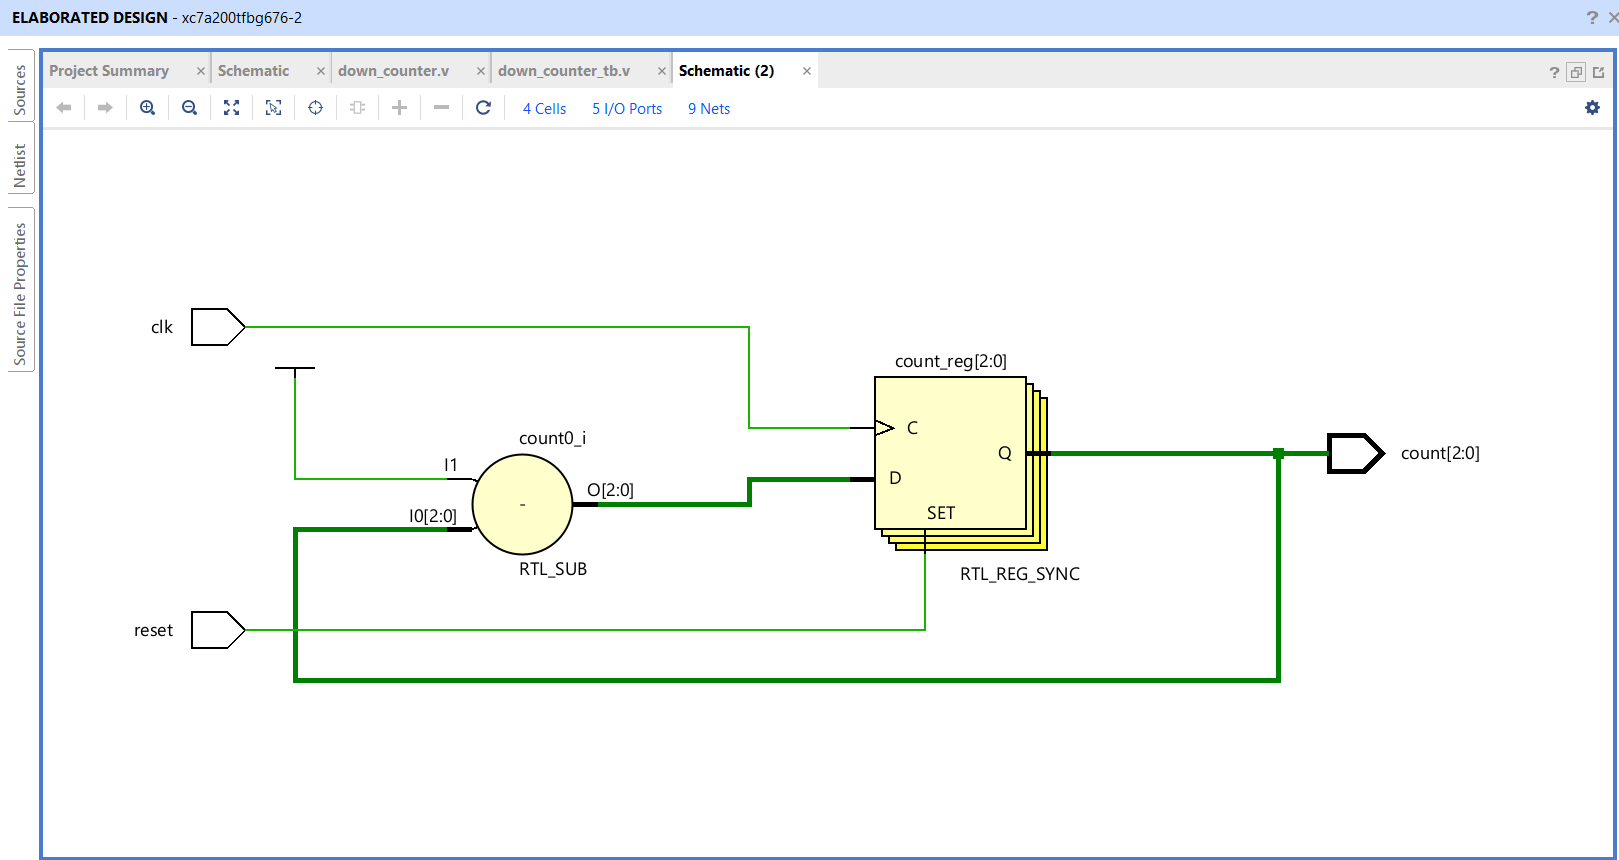 ELABORATED DESIGN - xc7a200tfbg676-2
?
Sources
Netlist
Source File Properties
Project Summary
Schematic
down_counter.v
down_counter_tb.v
Schematic (2)
?
4 Cells
5 I/O Ports
9 Nets
clk
count_reg[2:0]
C
count0_i
Q
count[2:0]
I1
D
O[2:0]
-
I0[2:0]
SET
RTL_SUB
RTL_REG_SYNC
reset